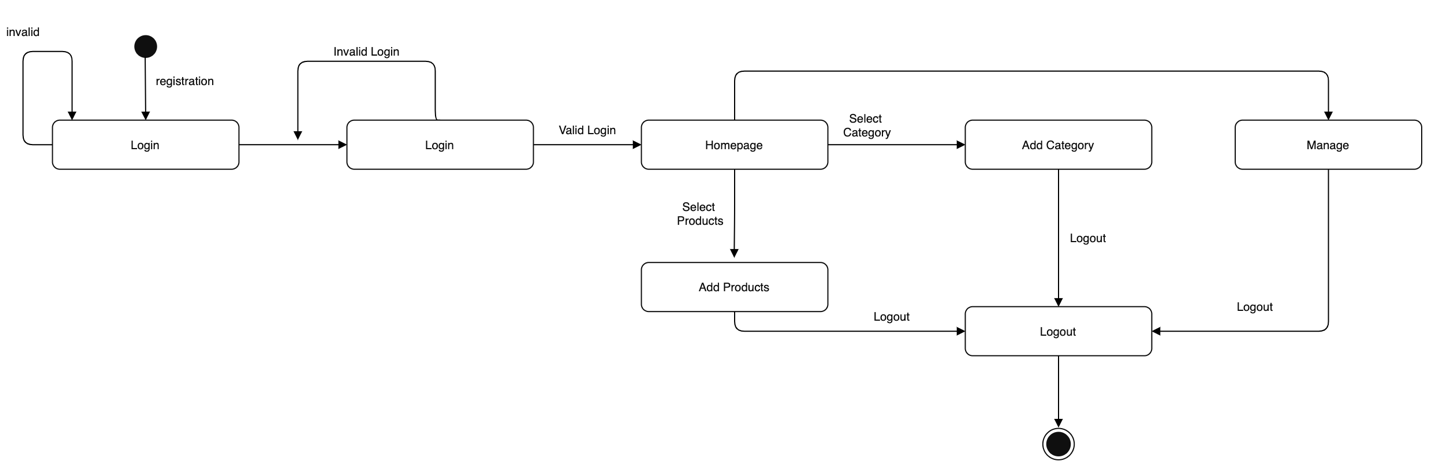 invalid
registration
Invalid Login
Login
Login
Valid Login
Homepage
Select
Category
Add Category
Manage
Select
Products
Logout
Add Products
Logout
Logout
Logout